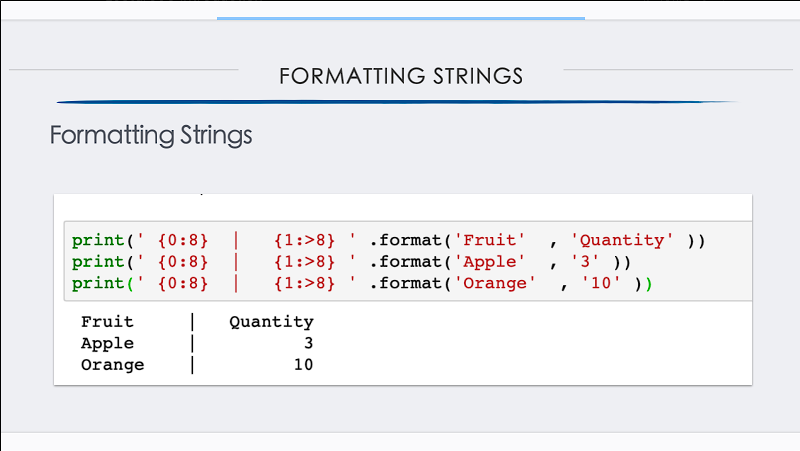 FORMATTING STRINGS
Formatting Strings
print(' {0:8}  |   {1:>8} ' .format('Fruit'  , 'Quantity' ))
print(' {0:8}  |   {1:>8} ' .format('Apple'  , '3' ))
print(' {0:8}  |   {1:>8} ' .format('Orange'  , '10' ))
Fruit     |   Quantity
Apple     |          3
Orange    |         10